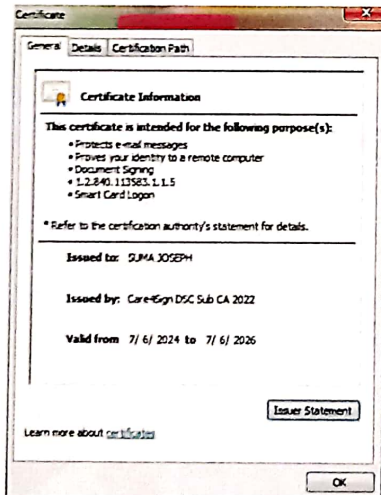 Certificate
General Details Certification Path
Certificate Information
This certificate is intended for the following purpose(s):
• Protects e-mail messages
• Proves your identity to a remote computer
• Document Signing
• 1.2.840.113583.1.1.5
• Smart Card Logon
* Refer to the certification authority's statement for details.
Issued to: SUMA JOSEPH
Issued by: Care4Sign DSC Sub CA 2022
Valid from 7/ 6/ 2024 to 7/ 6/ 2026
Issuer Statement
Learn more about certificates
OK